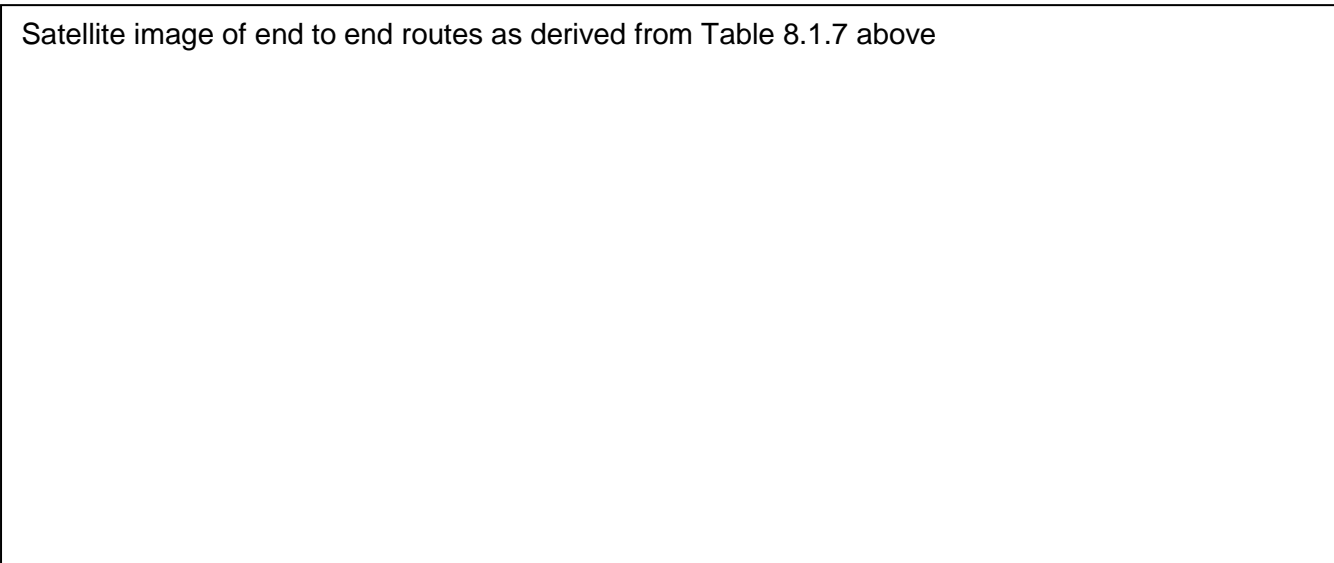 Satellite image of end to end routes as derived from Table 8.1.7 above